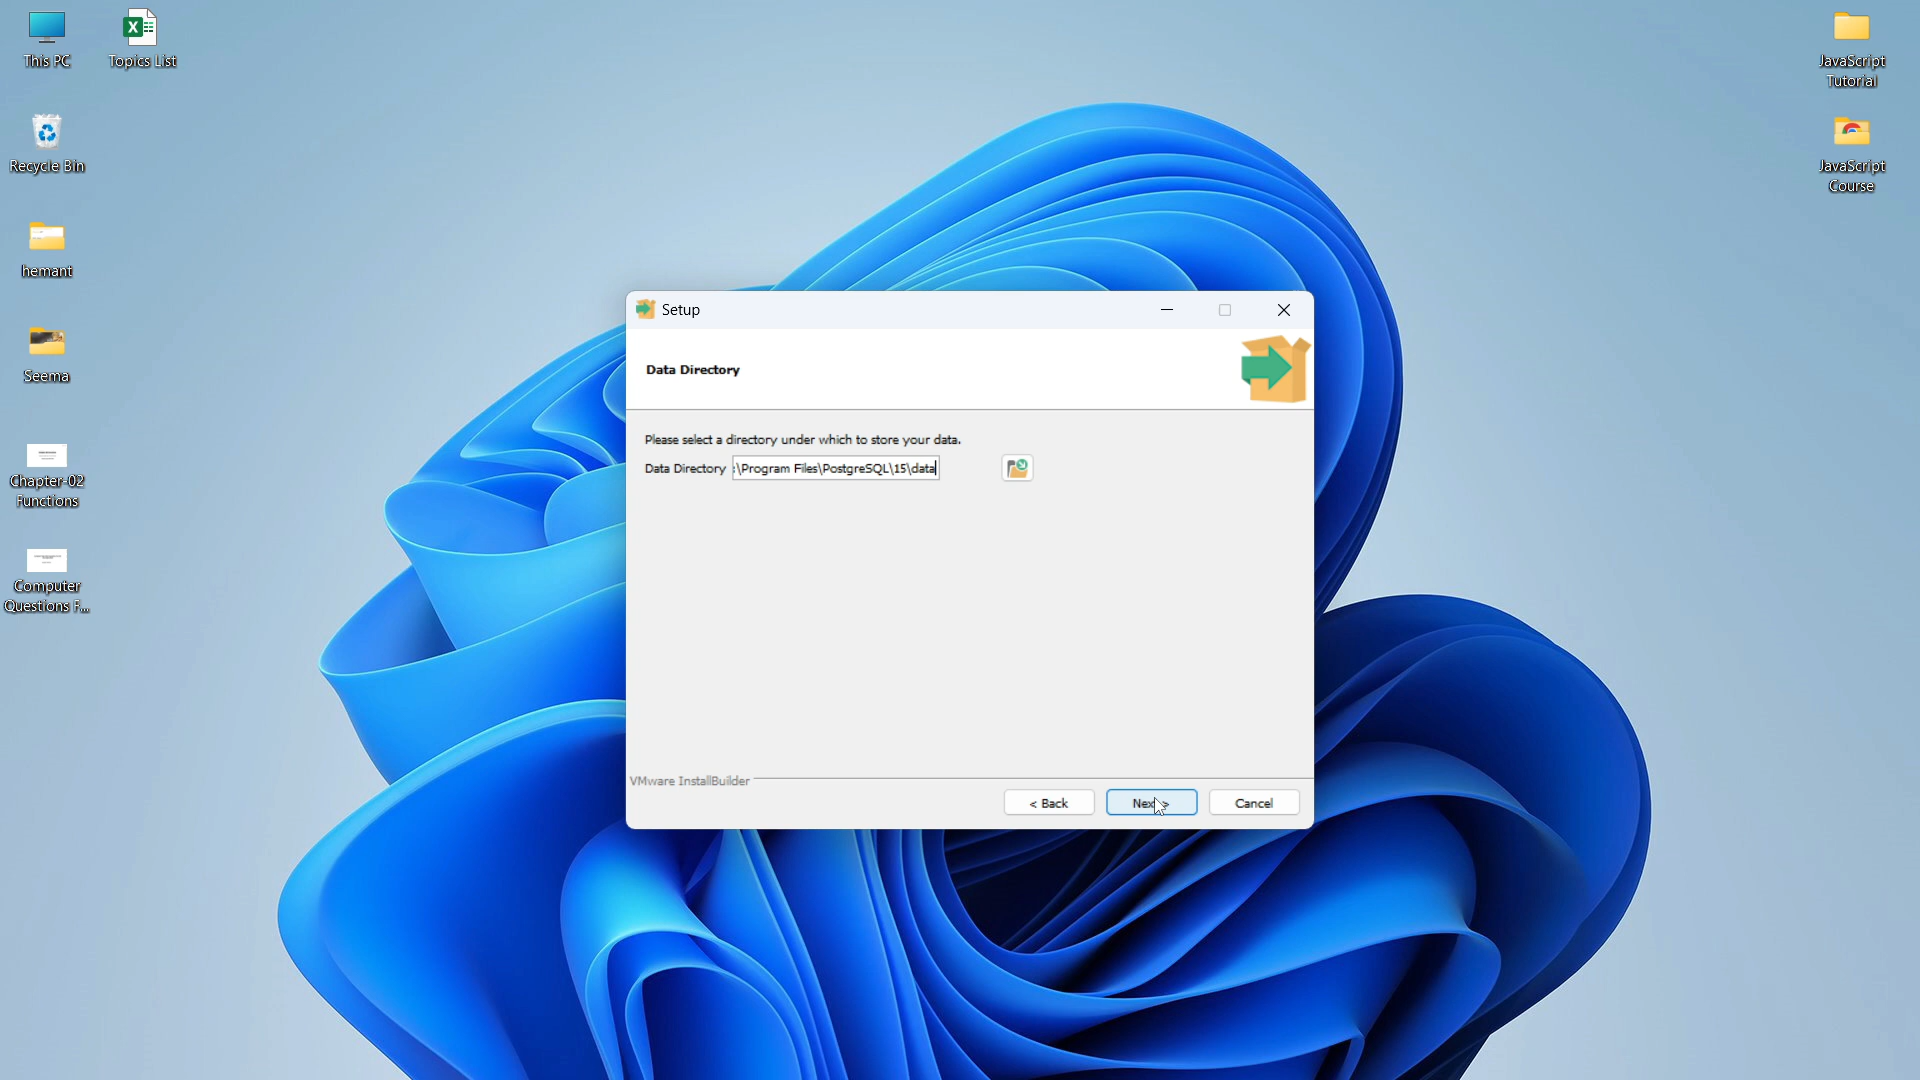 This PC
Topics List
Recycle Bin
hemant
Seema
Chapter-02
Functions
Computer
Questions F...
JavaScript
Tutorial
JavaScript
Course
Setup
Data Directory
Please select a directory under which to store your data.
Data Directory :\Program Files\PostgreSQL\15\data
VMware InstallBuilder
< Back
Next >
Cancel